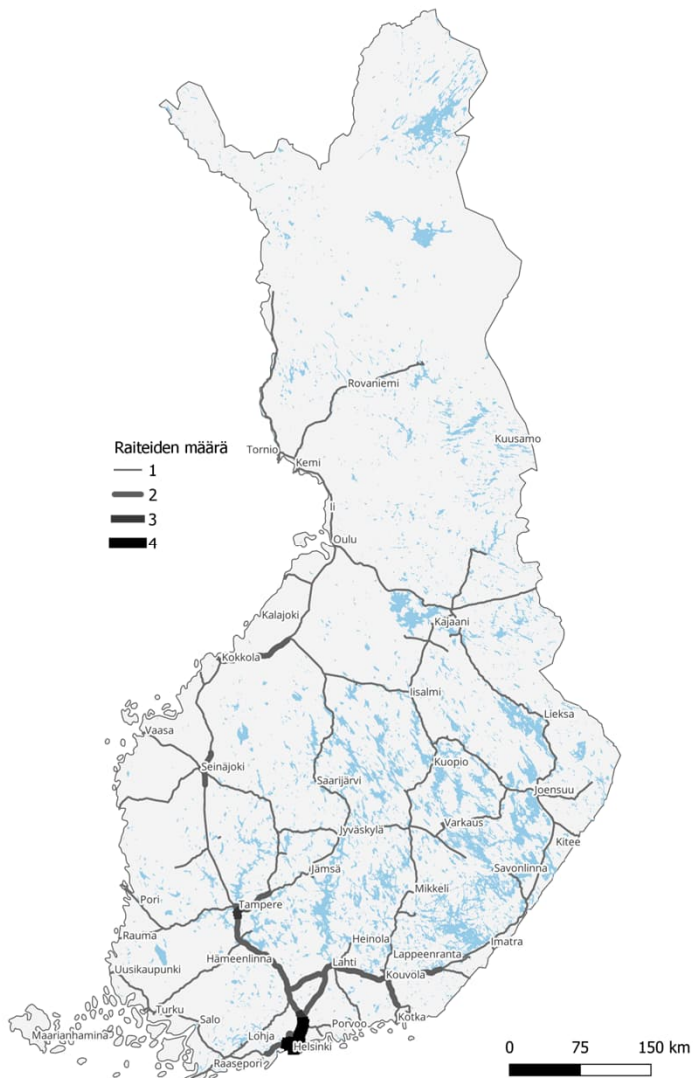 Rovaniemi
Kuusamo
Raiteiden määrä
1
2
3
4
Tornio
Kemi
Ii
Oulu
Kalajoki
Kajaani
Kokkola
Iisalmi
Lieksa
Vaasa
Seinäjoki
Kuopio
Saarijärvi
Joensuu
Jyväskylä
Varkaus
Kitee
Jämsä
Savonlinna
Mikkeli
Pori
Tampere
Rauma
Heinola
Imatra
Hämeenlinna
Lahti
Lappeenranta
Uusikaupunki
Kouvola
Turku
Salo
Porvoo
Kotka
Maarianhamina
Lohja
Helsinki
Raasepori
0 75 150 km